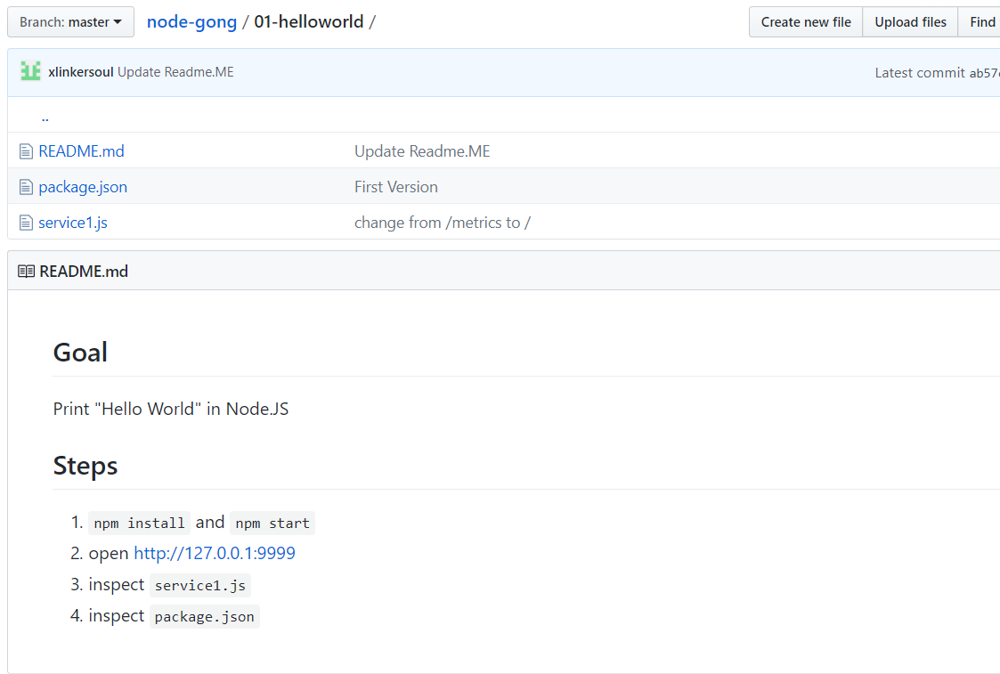 Branch: master node-gong / 01-helloworld / Create new file Upload files Find
xlinkersoul Update Readme.ME Latest commit ab57
..
README.md Update Readme.ME
package.json First Version
service1.js change from /metrics to /
README.md
Goal
Print "Hello World" in Node.JS
Steps
1. npm install and npm start
2. open http://127.0.0.1:9999
3. inspect service1.js
4. inspect package.json